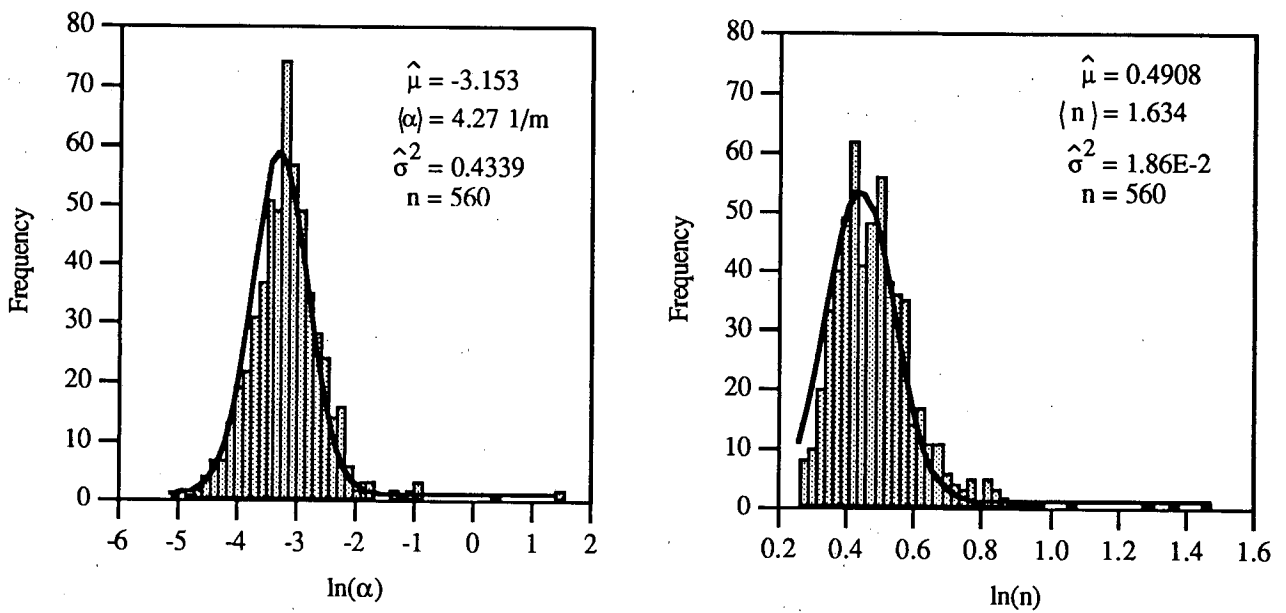 80
70
60
50
40
30
20
10
0
Frequency
-6 -5 -4 -3 -2 -1 0 1 2
ln(α)
μ̂ = -3.153
⟨α⟩ = 4.27 1/m
σ̂² = 0.4339
n = 560
80
70
60
50
40
30
20
10
0
Frequency
0.2 0.4 0.6 0.8 1.0 1.2 1.4 1.6
ln(n)
μ̂ = 0.4908
⟨ n ⟩ = 1.634
σ̂² = 1.86E-2
n = 560